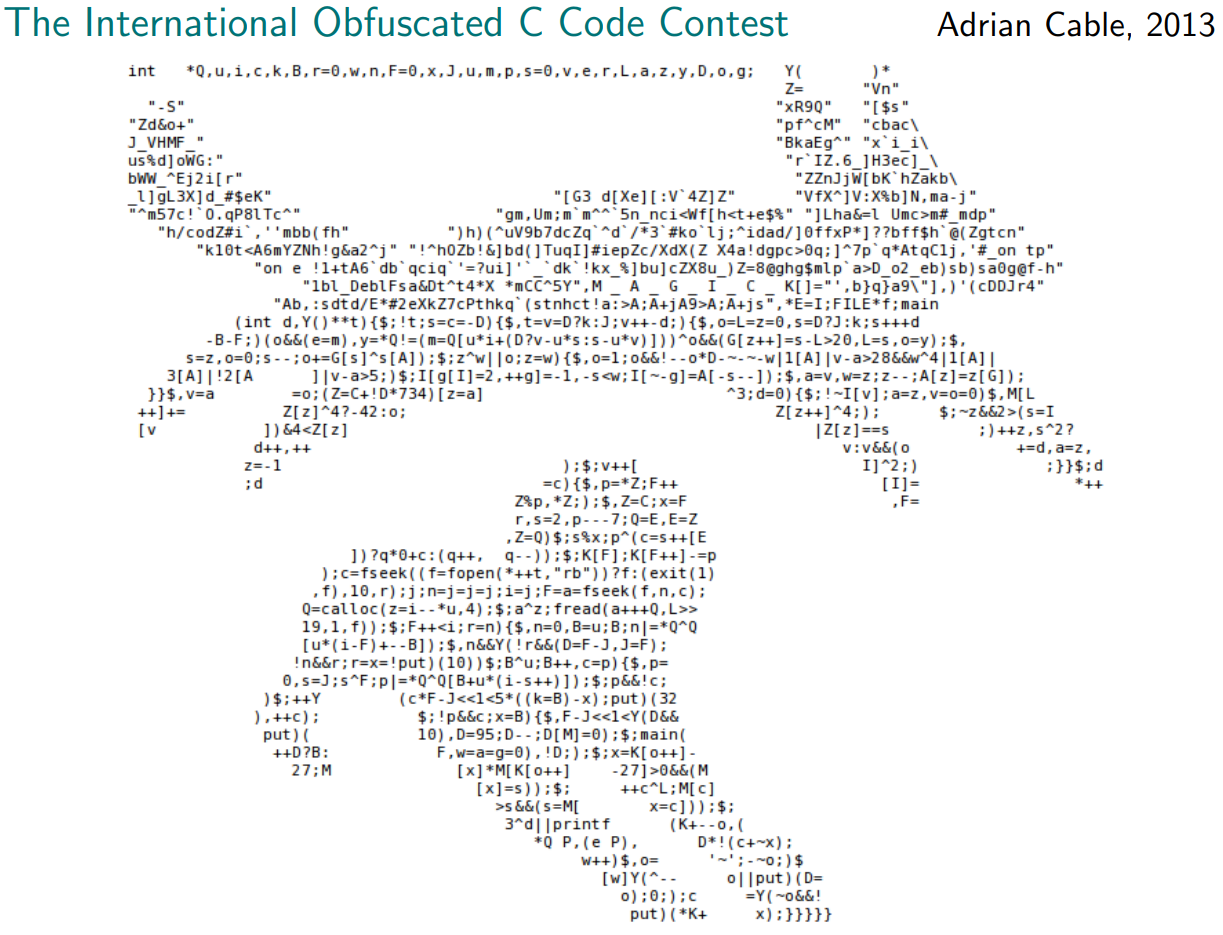 The International Obfuscated C Code Contest Adrian Cable, 2013
int *Q,u,i,c,k,B,r=0,w,n,F=0,x,J,u,m,p,s=0,v,e,r,L,a,z,y,D,o,g; Y( )*
Z= "Vn"
"-S" "xR9Q" "[$s"
"Zd&o+" "pf^cM" "cbac\
J_VHMF_" "BkaEg^" "x`i_i\
us%d]oWG:" "r`IZ.6_]H3ec]_\
bWW_^Ej2i[r" "ZZnJjW[bK`hZakb\
_l]gL3X]d_#$eK" "[G3 d[Xe][:V`4Z]Z" "VfX^]V:X%b]N,ma-j"
"^m57c!`O.qP8lTc^" "gm,Um;m`m^^`5n_nci<Wf[h<t+e$%" "]Lha&=l Umc>m#_mdp"
"h/codZ#i`,''mbb(fh" ")h)(^uV9b7dcZq`^d`/*3`#ko`lj;^idad/]0ffxP*]??bff$h`@(Zgtcn"
"k10t<A6mYZNh!g&a2^j" "!^hOZb!&]bd(]TuqI]#iepZc/XdX(Z X4a!dgpc>0q;]^7p`q*AtqC1j,'#_on tp"
"on e !1+tA6`db`qciq`'=?ui]'`_`dk`!kx_%]bu]cZX8u_)Z=8@ghg$mlp`a>D_o2_eb)sb)sa0g@f-h"
"1bl_DeblFsa&Dt^t4*X *mCC^5Y",M _ A _ G _ I _ C _ K[]="',b}q}a9\"],)'(cDDJr4"
"Ab,:sdtd/E*#2eXkZ7cPthkq`(stnhct!a:>A;A+jA9>A;A+js",*E=I;FILE*f;main
(int d,Y()**t){$;!t;s=c=-D){$,t=v=D?k:J;v++-d;){$,o=L=z=0,s=D?J:k;s+++d
-B-F;)(o&&(e=m),y=*Q!=(m=Q[u*i+(D?v-u*s:s-u*v)]))^o&&(G[z++]=s-L>20,L=s,o=y);$,
s=z,o=0;s--;o+=G[s]^s[A]);$;z^w||o;z=w){$,o=1;o&&!--o*D-~-~-w|1[A]|v-a>28&&w^4|1[A]|
3[A]|!2[A ]|v-a>5;)$;I[g[I]=2,++g]=-1,-s<w;I[~-g]=A[-s--]);$,a=v,w=z;z--;A[z]=z[G]);
}}$,v=a =o;(Z=C+!D*734)[z=a] ^3;d=0){$;!~I[v];a=z,v=o=0)$,M[L
++]+= Z[z]^4?-42:o; Z[z++]^4;); $;~z&&2>(s=I
[v ])&4<Z[z] |Z[z]==s ;)++z,s^2?
d++,++ v:v&&(o +=d,a=z,
z=-1 );$;v++[ I]^2;) ;}}$;d
;d =c){$,p=*Z;F++ [I]= *++
Z%p,*Z;);$,Z=C;x=F ,F=
r,s=2,p---7;Q=E,E=Z
,Z=Q)$;s%x;p^(c=s++[E
])?q*0+c:(q++, q--));$;K[F];K[F++]-=p
);c=fseek((f=fopen(*++t,"rb"))?f:(exit(1)
,f),10,r);j;n=j=j=j;i=j;F=a=fseek(f,n,c);
Q=calloc(z=i--*u,4);$;a^z;fread(a+++Q,L>>
19,1,f));$;F++<i;r=n){$,n=0,B=u;B;n|=*Q^Q
[u*(i-F)+--B]);$,n&&Y(!r&&(D=F-J,J=F);
!n&&r;r=x=!put)(10))$;B^u;B++,c=p){$,p=
0,s=J;s^F;p|=*Q^Q[B+u*(i-s++)]);$;p&&!c;
)$;++Y (c*F-J<<1<5*((k=B)-x);put)(32
),++c); $;!p&&c;x=B){$,F-J<<1<Y(D&&
put)( 10),D=95;D--;D[M]=0);$;main(
++D?B: F,w=a=g=0),!D;);$;x=K[o++]-
27;M [x]*M[K[o++] -27]>0&&(M
[x]=s));$; ++c^L;M[c]
>s&&(s=M[ x=c]));$;
3^d||printf (K+--o,(
*Q P,(e P), D*!(c+~x);
w++)$,o= '~';-~o;)$
[w]Y(^-- o||put)(D=
o);0;);c =Y(~o&&!
put)(*K+ x);}}}}}